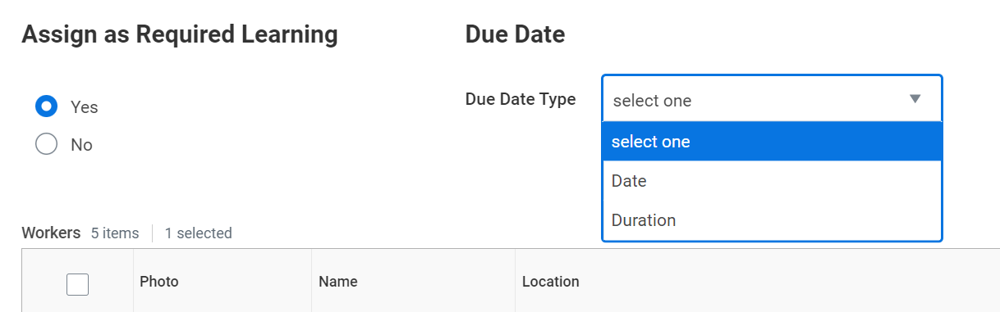 Assign as Required Learning
Yes
No
Due Date
Due Date Type
select one
select one
Date
Duration
Workers 5 items 1 selected
Photo Name Location